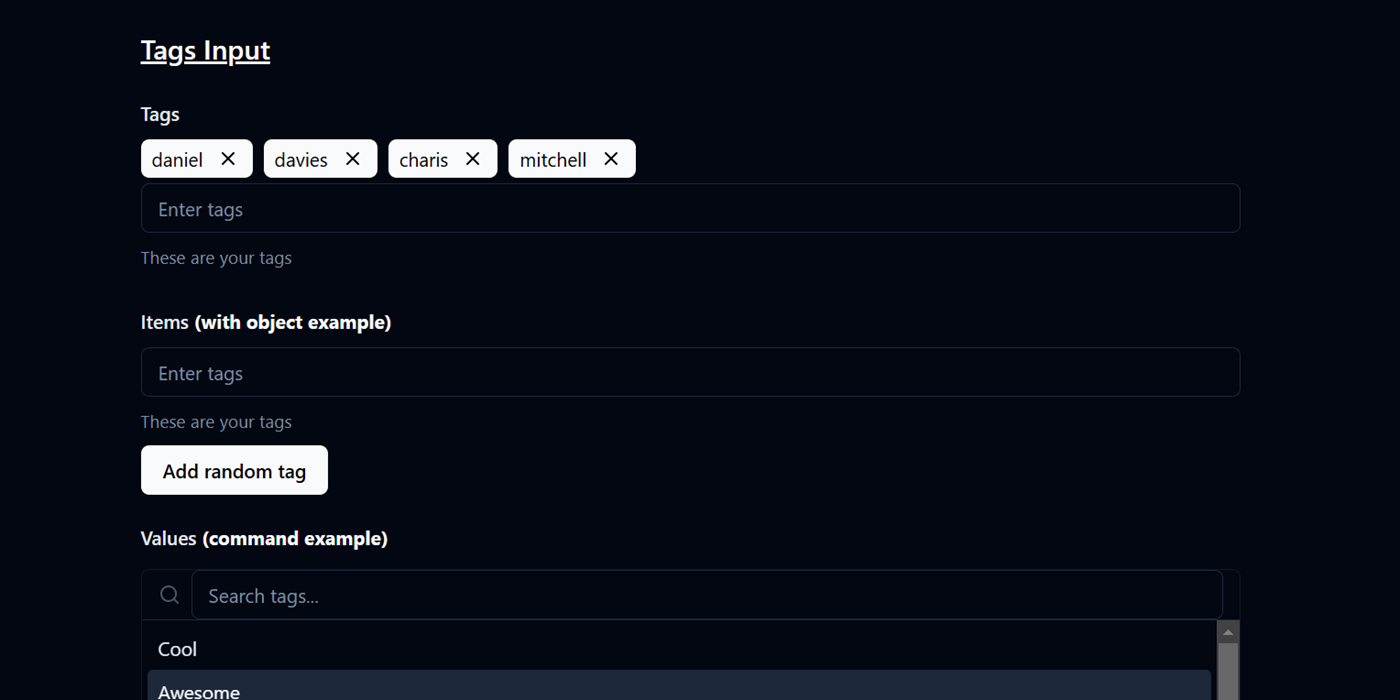 Tags Input
Tags
daniel davies charis mitchell
Enter tags
These are your tags
Items (with object example)
Enter tags
These are your tags
Add random tag
Values (command example)
Search tags...
Cool
Awesome